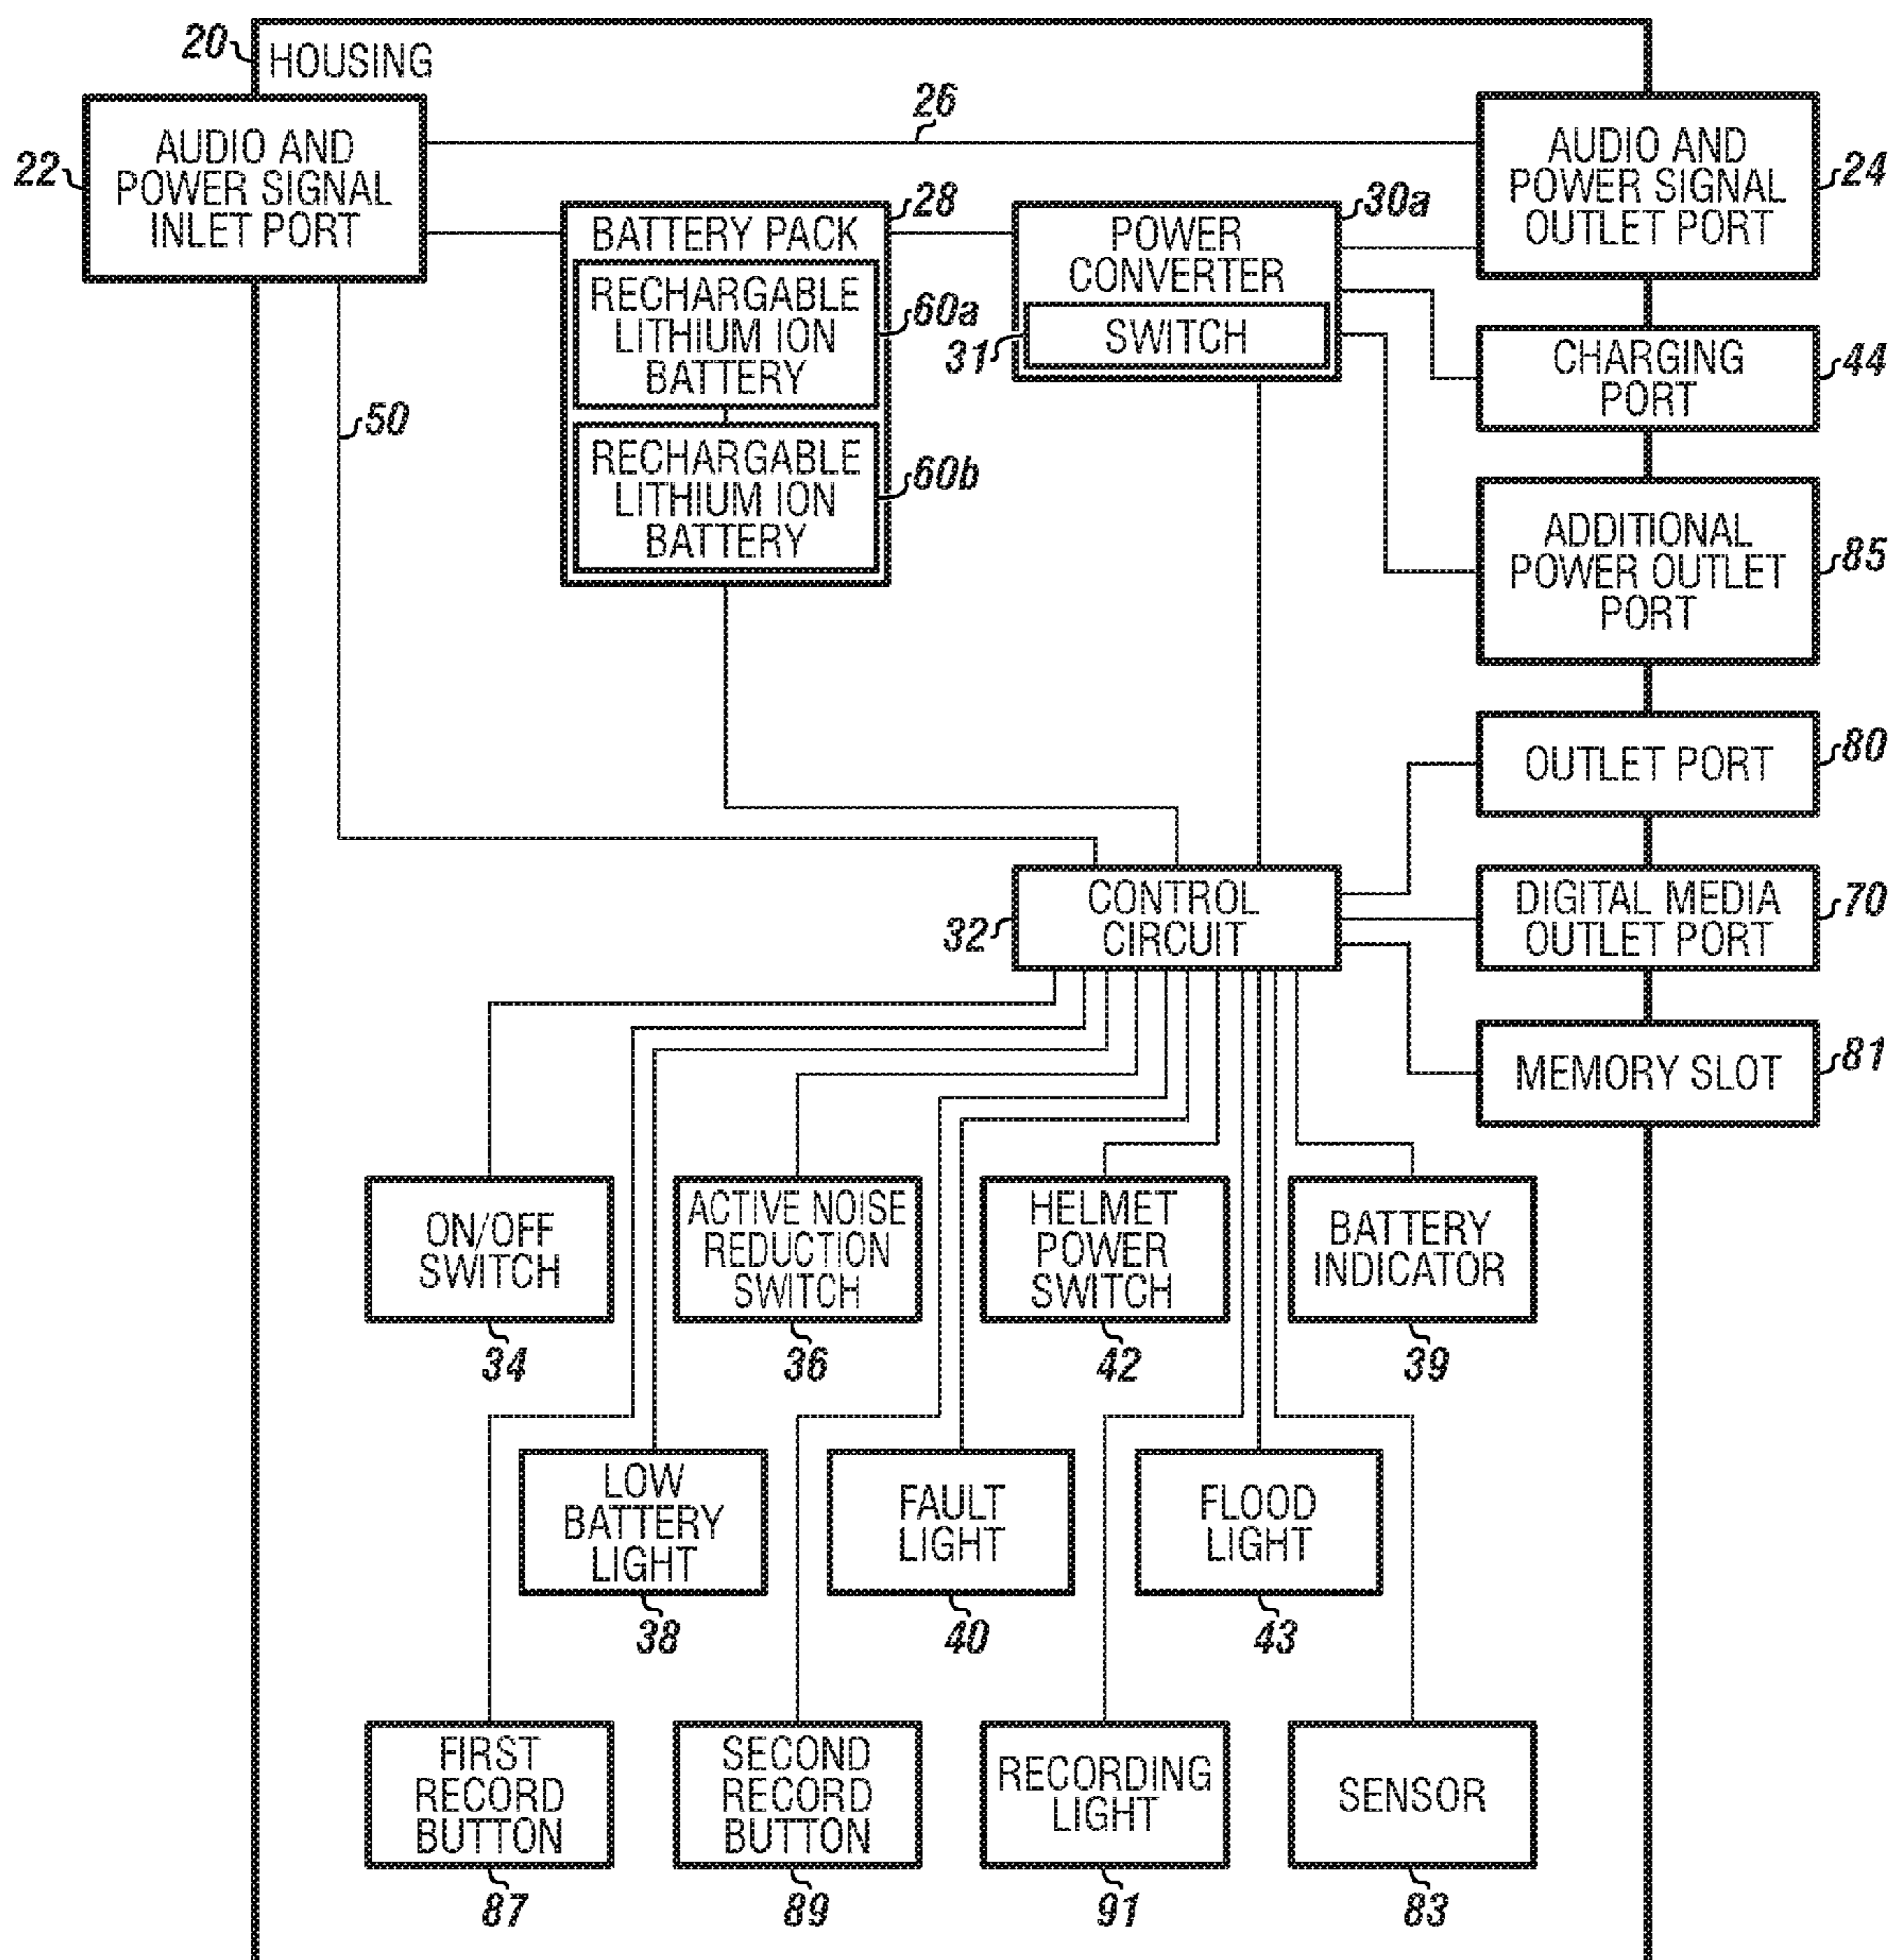 20
HOUSING
26
22
AUDIO AND
POWER SIGNAL
INLET PORT
AUDIO AND
POWER SIGNAL
OUTLET PORT
24
28
BATTERY PACK
RECHARGABLE
LITHIUM ION
BATTERY
60a
RECHARGABLE
LITHIUM ION
BATTERY
60b
30a
POWER
CONVERTER
SWITCH
31
CHARGING
PORT
44
50
ADDITIONAL
POWER OUTLET
PORT
85
OUTLET PORT
80
CONTROL
CIRCUIT
32
DIGITAL MEDIA
OUTLET PORT
70
MEMORY SLOT
81
ON/OFF
SWITCH
34
ACTIVE NOISE
REDUCTION
SWITCH
36
HELMET
POWER
SWITCH
42
BATTERY
INDICATOR
39
LOW
BATTERY
LIGHT
38
FAULT
LIGHT
40
FLOOD
LIGHT
43
FIRST
RECORD
BUTTON
87
SECOND
RECORD
BUTTON
89
RECORDING
LIGHT
91
SENSOR
83